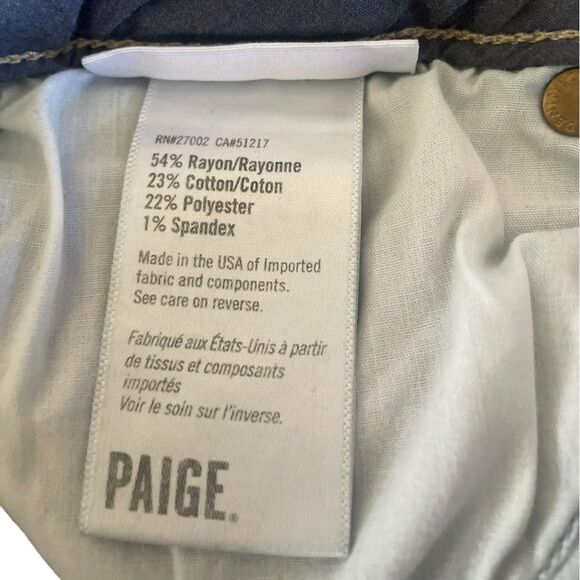 RN#27002 CA#51217
54% Rayon/Rayonne
23% Cotton/Coton
22% Polyester
1% Spandex
Made in the USA of Imported
fabric and components.
See care on reverse.
Fabriqué aux États-Unis à partir
de tissus et composants
importés
Voir le soin sur l'inverse.
PAIGE®